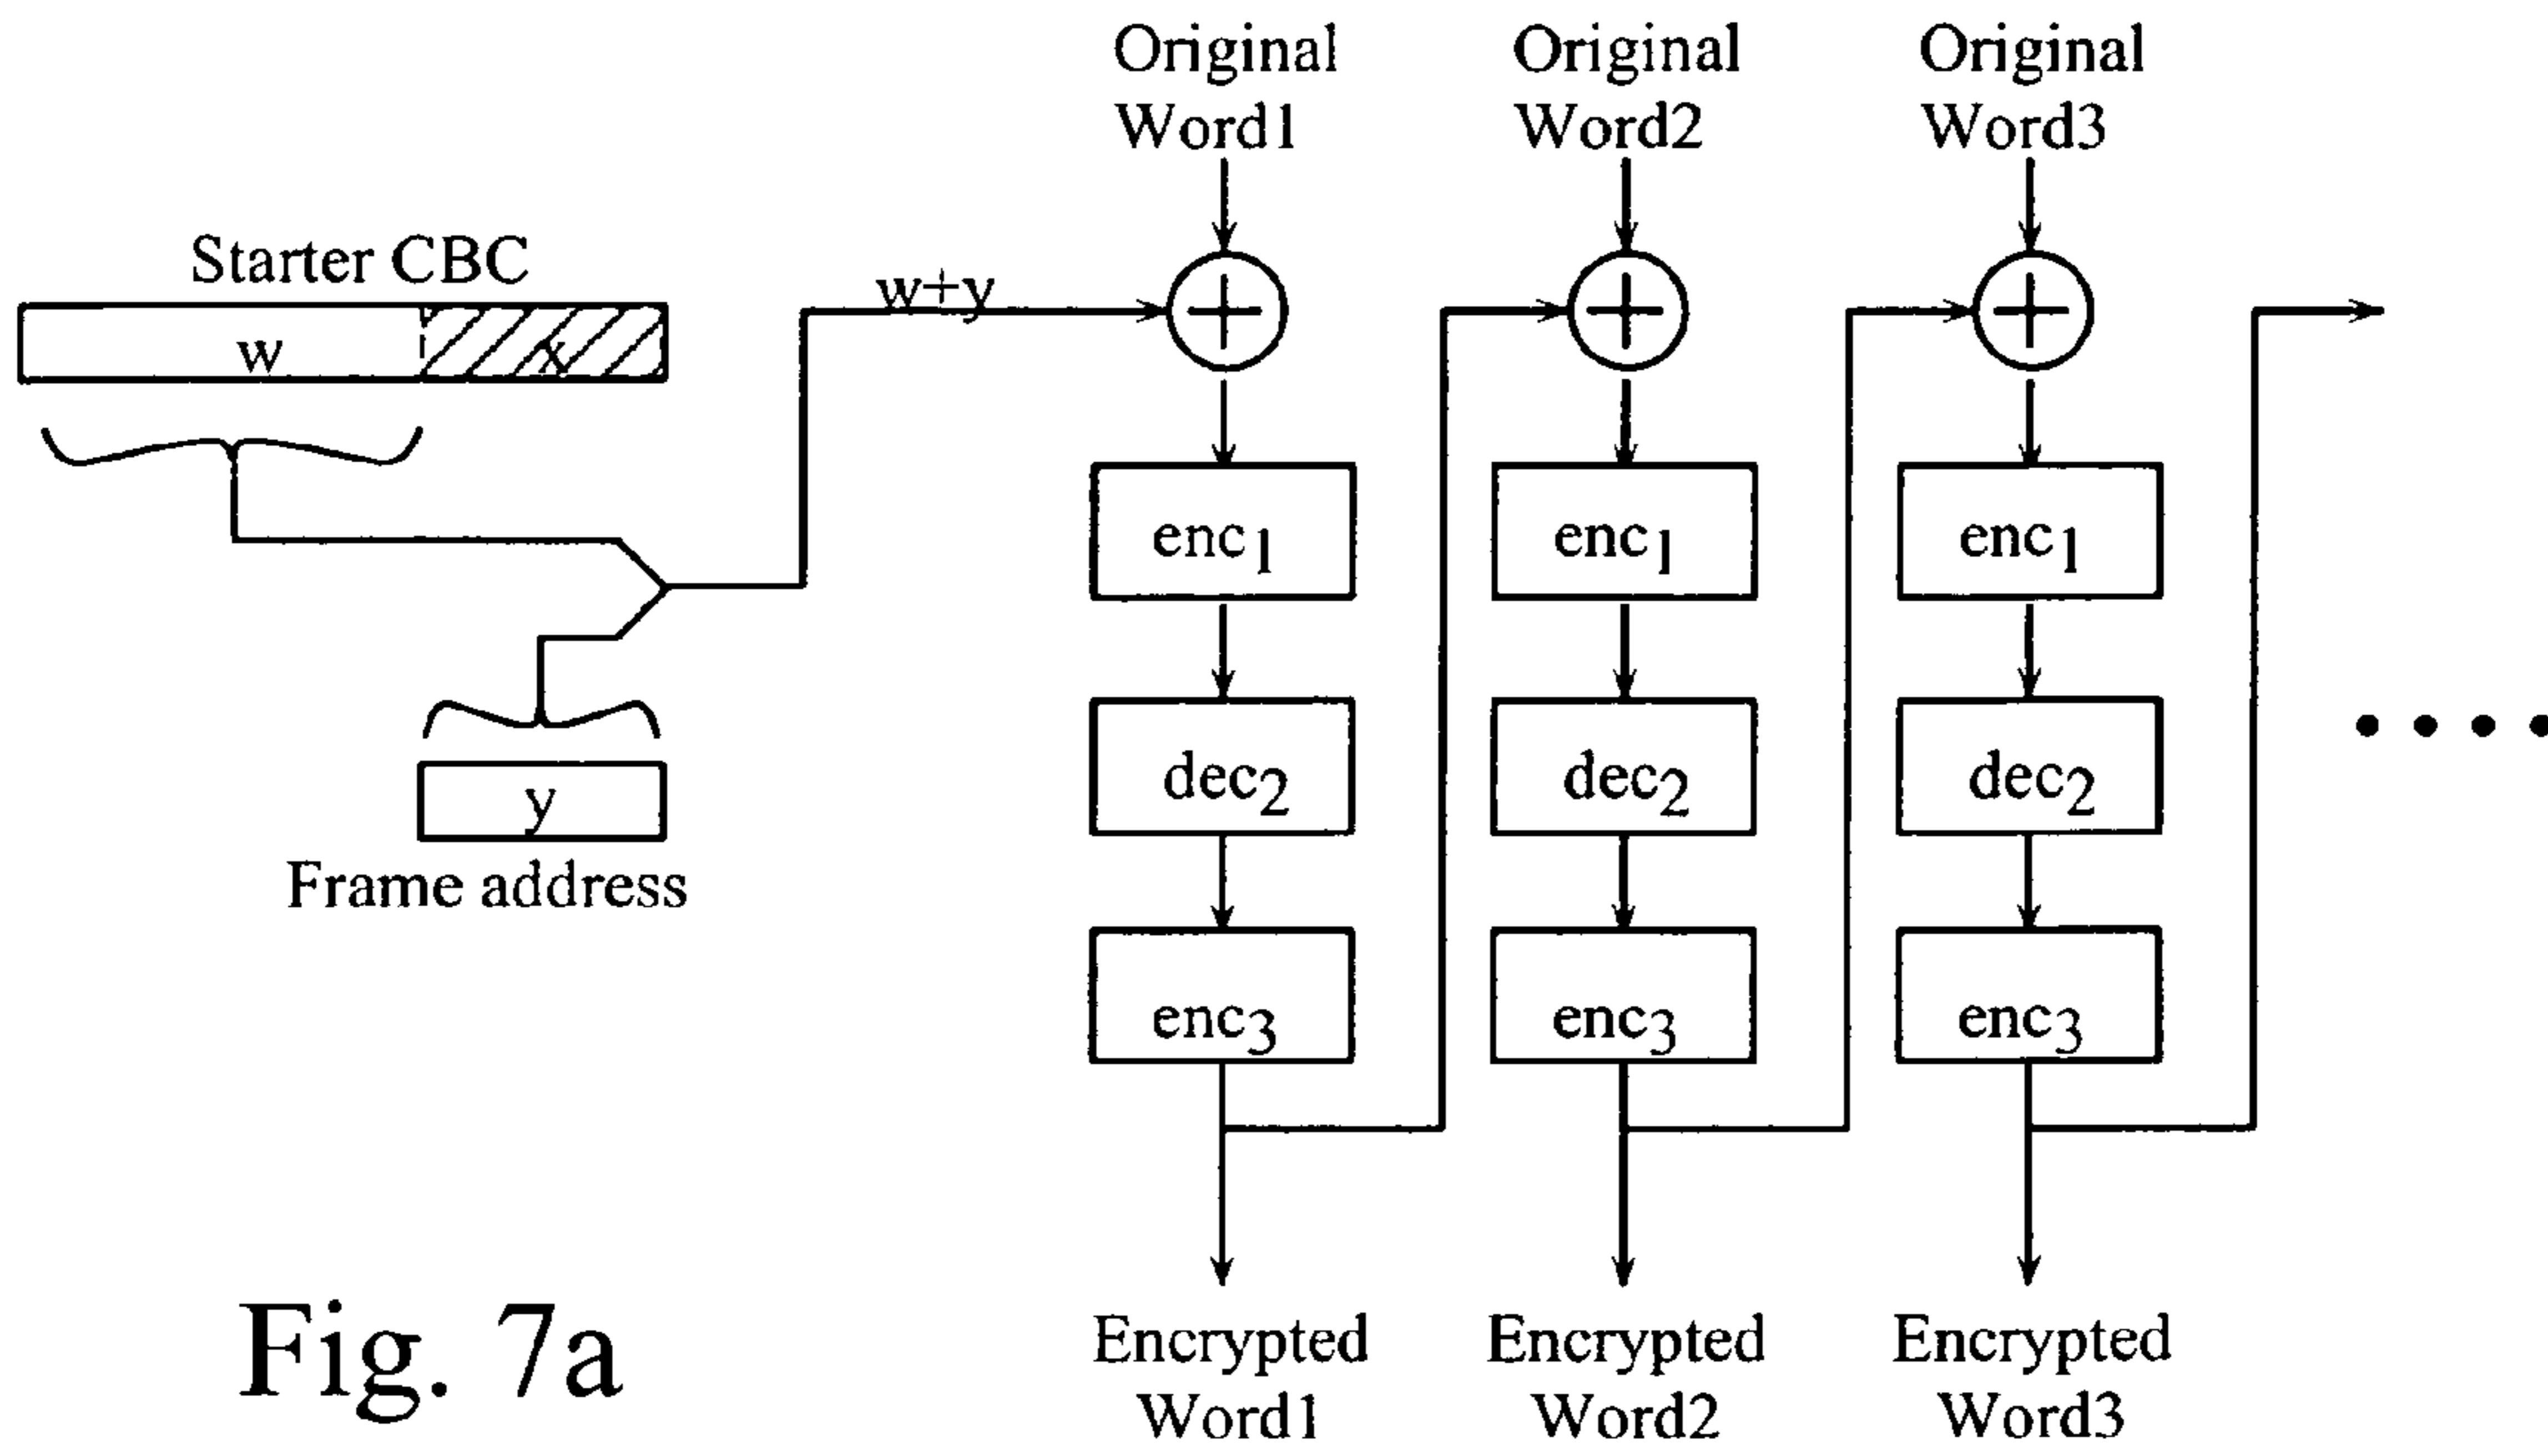 Original Word1
Original Word2
Original Word3
Starter CBC
w
x
w+y
y
Frame address
enc1
enc1
enc1
dec2
dec2
dec2
enc3
enc3
enc3
Encrypted Word1
Encrypted Word2
Encrypted Word3
Fig. 7a